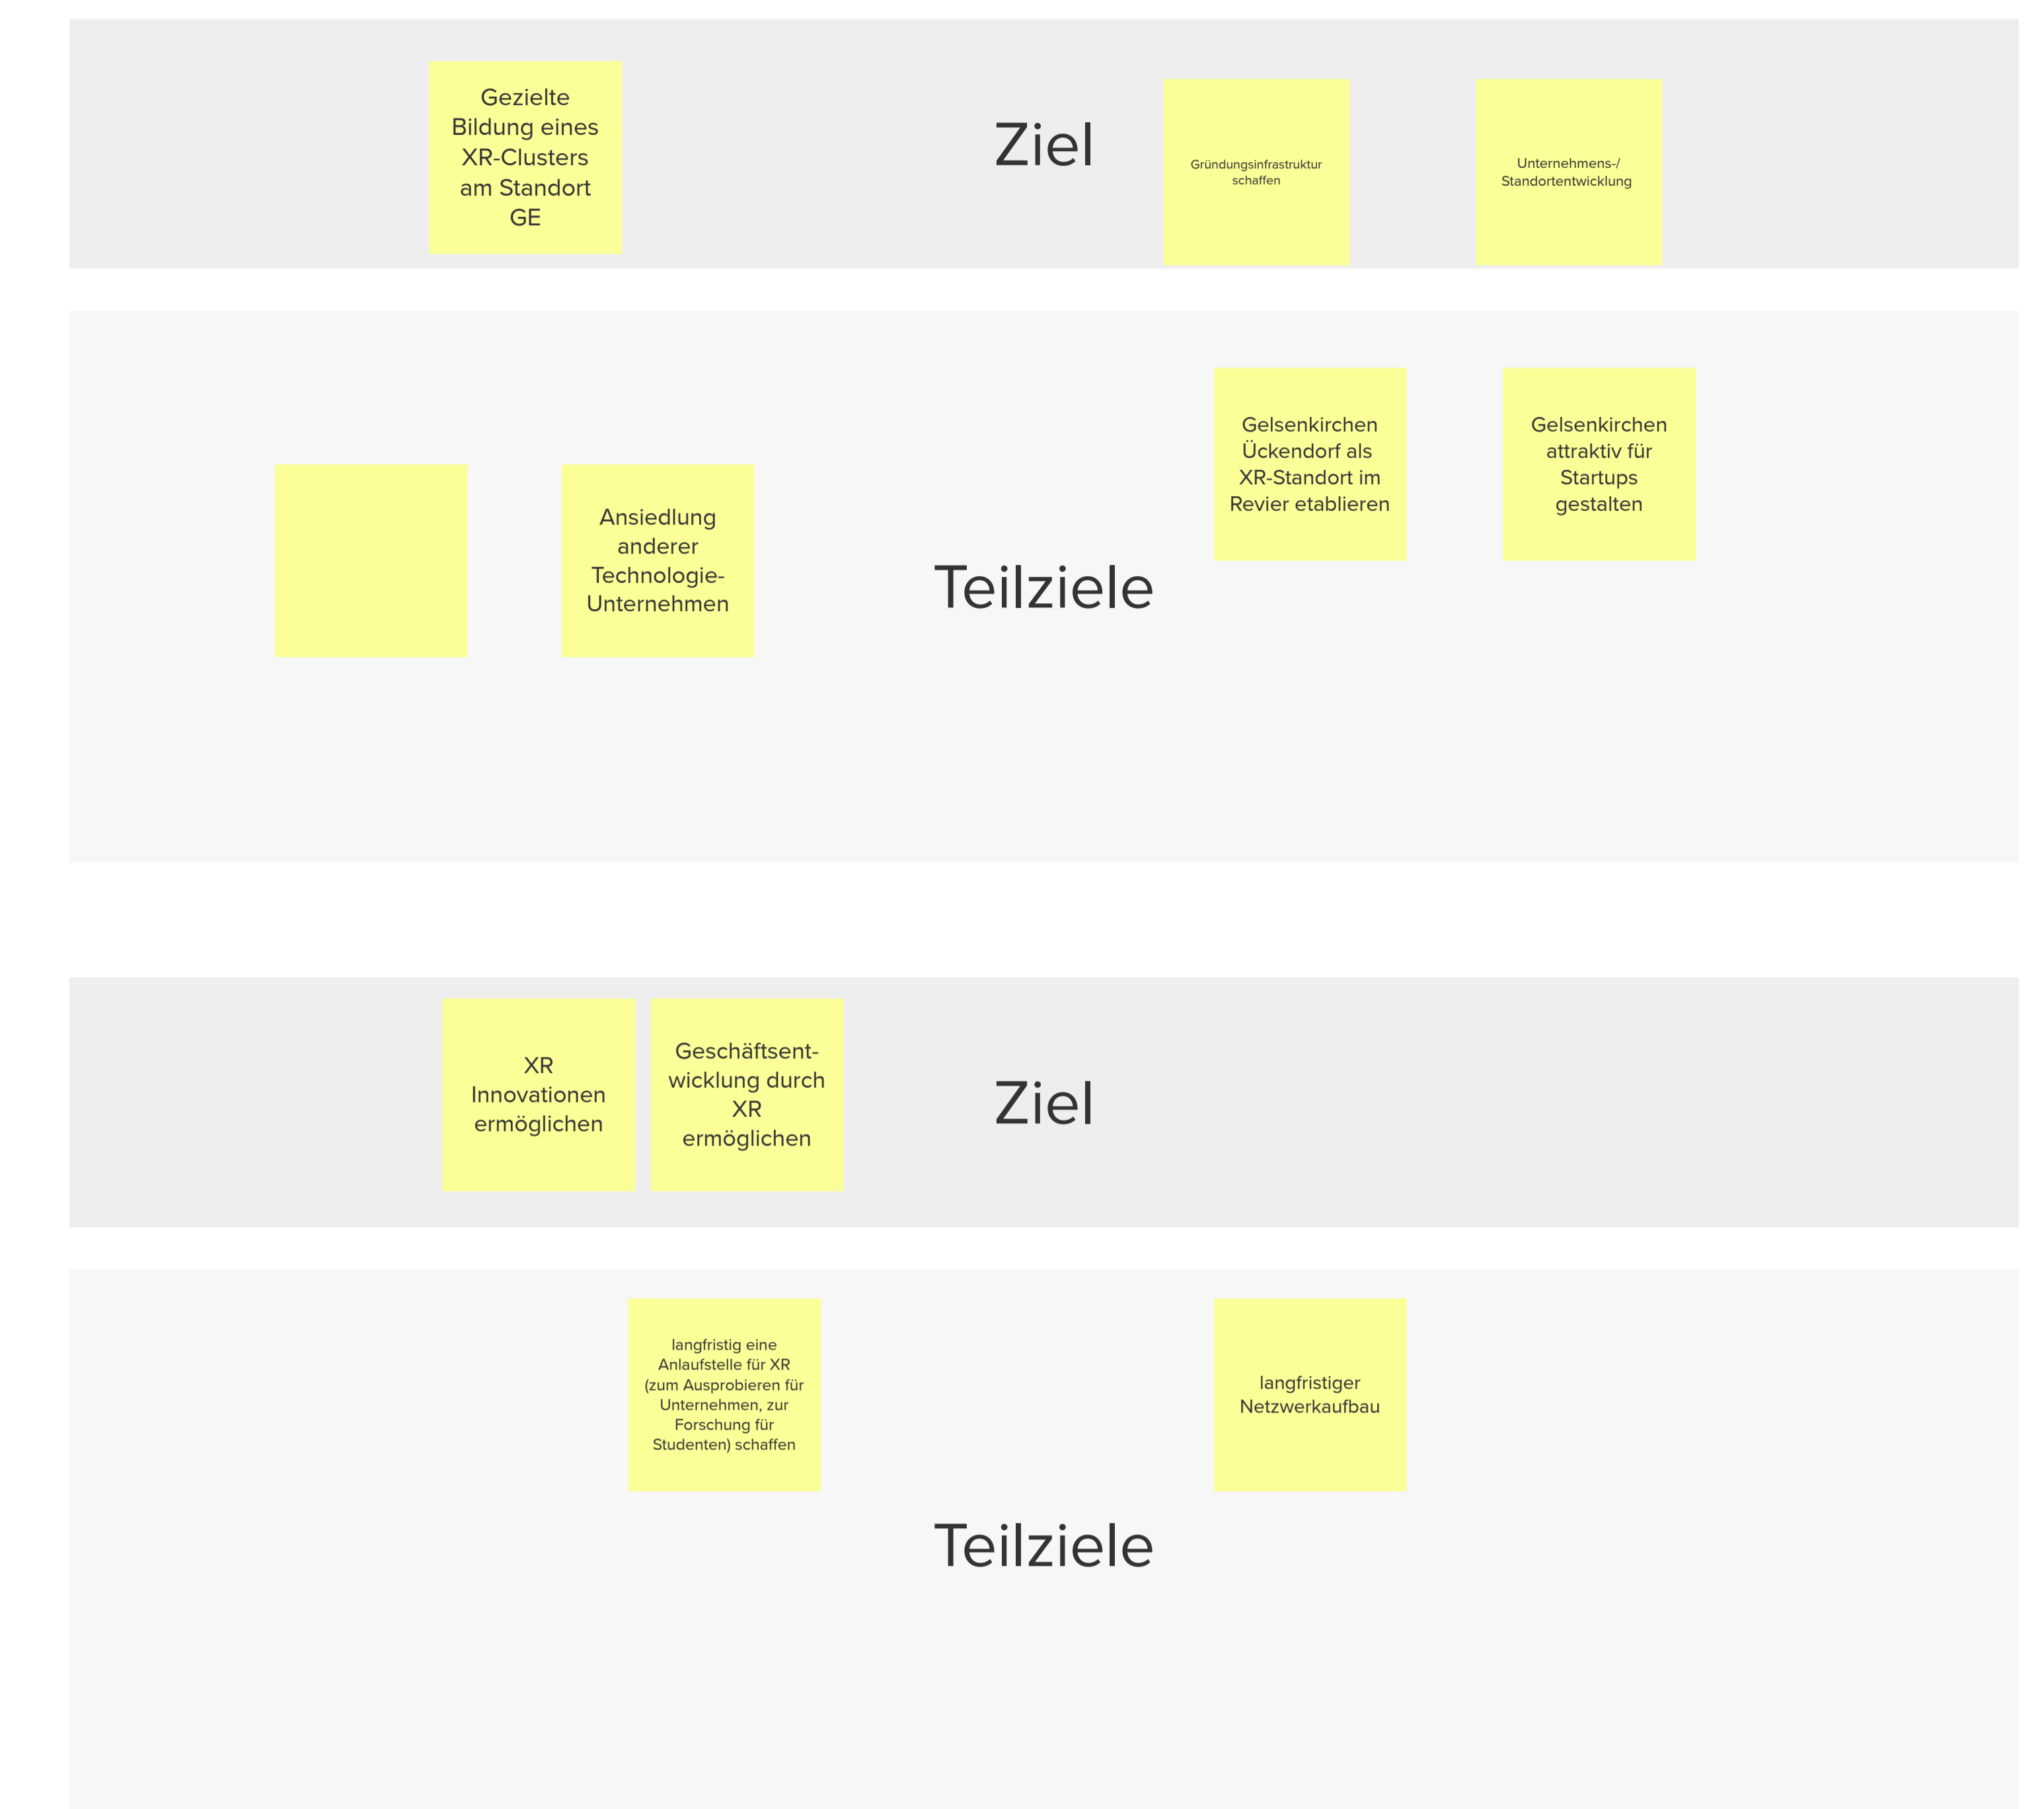 Gezielte
Bildung eines
XR-Clusters
am Standort
GE
Ziel
Gründungsinfrastruktur
schaffen
Unternehmens-/
Standortentwicklung
Ansiedlung
anderer
Technologie-
Unternehmen
Teilziele
Gelsenkirchen
Ückendorf als
XR-Standort im
Revier etablieren
Gelsenkirchen
attraktiv für
Startups
gestalten
XR
Innovationen
ermöglichen
Geschäftsent-
wicklung durch
XR
ermöglichen
Ziel
langfristig eine
Anlaufstelle für XR
(zum Ausprobieren für
Unternehmen, zur
Forschung für
Studenten) schaffen
langfristiger
Netzwerkaufbau
Teilziele